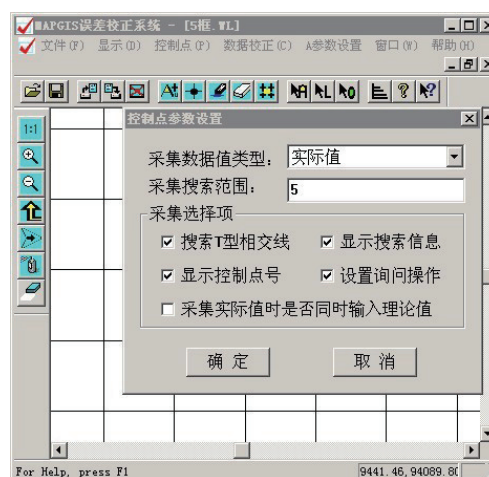 MAPGIS误差校正系统 - [5框.WL]
文件(F) 显示(D) 控制点(P) 数据校正(C) A参数设置 窗口(W) 帮助(H)
1:1
控制点参数设置
采集数据值类型: 实际值
采集搜索范围: 5
采集选择项
搜索T型相交线 显示搜索信息
显示控制点号 设置询问操作
采集实际值时是否同时输入理论值
确 定 取 消
For Help, press F1 9441.46,94089.80